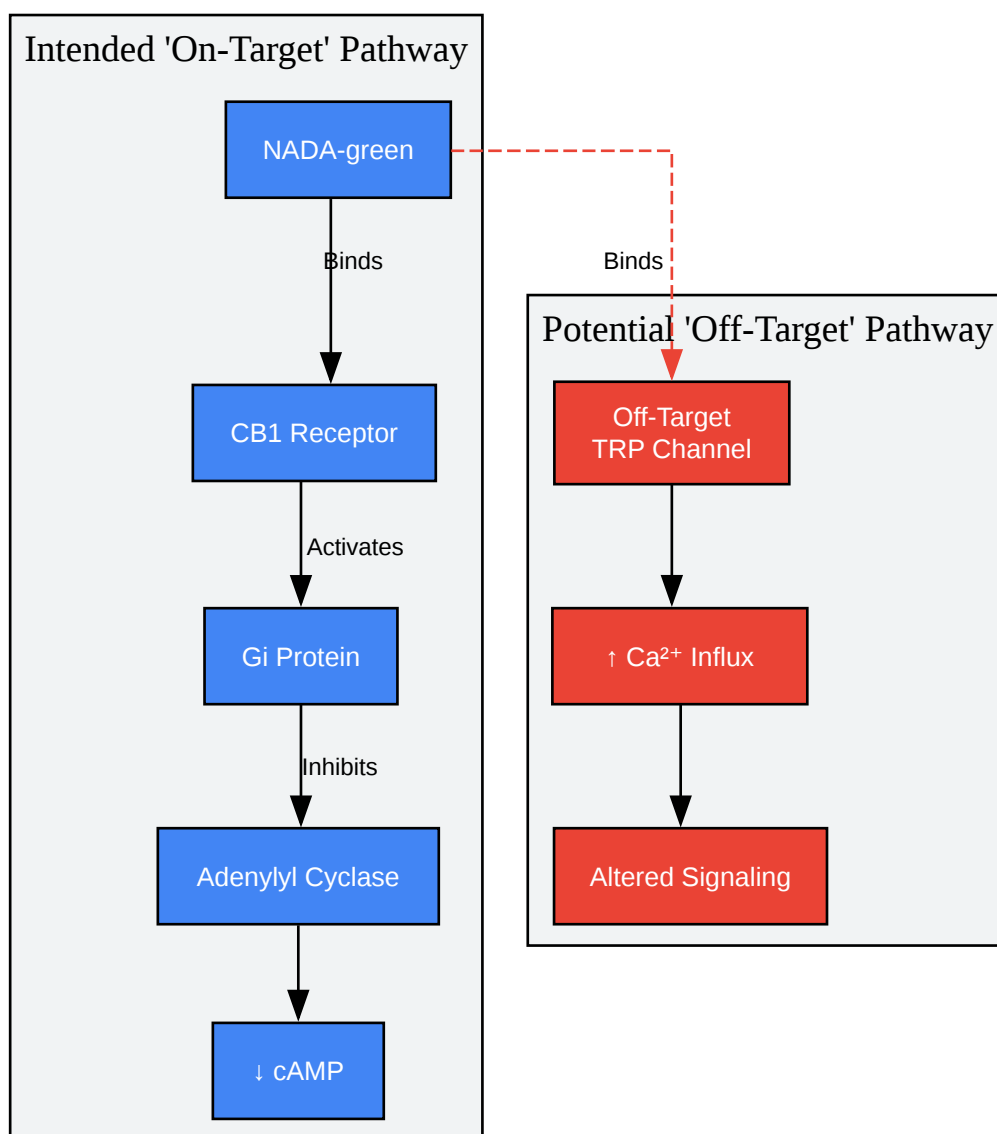 Intended 'On-Target' Pathway
NADA-green
Binds
CB1 Receptor
Activates
Gi Protein
Inhibits
Adenylyl Cyclase
↓ cAMP
Binds
Potential 'Off-Target' Pathway
Off-Target
TRP Channel
↑ Ca²⁺ Influx
Altered Signaling